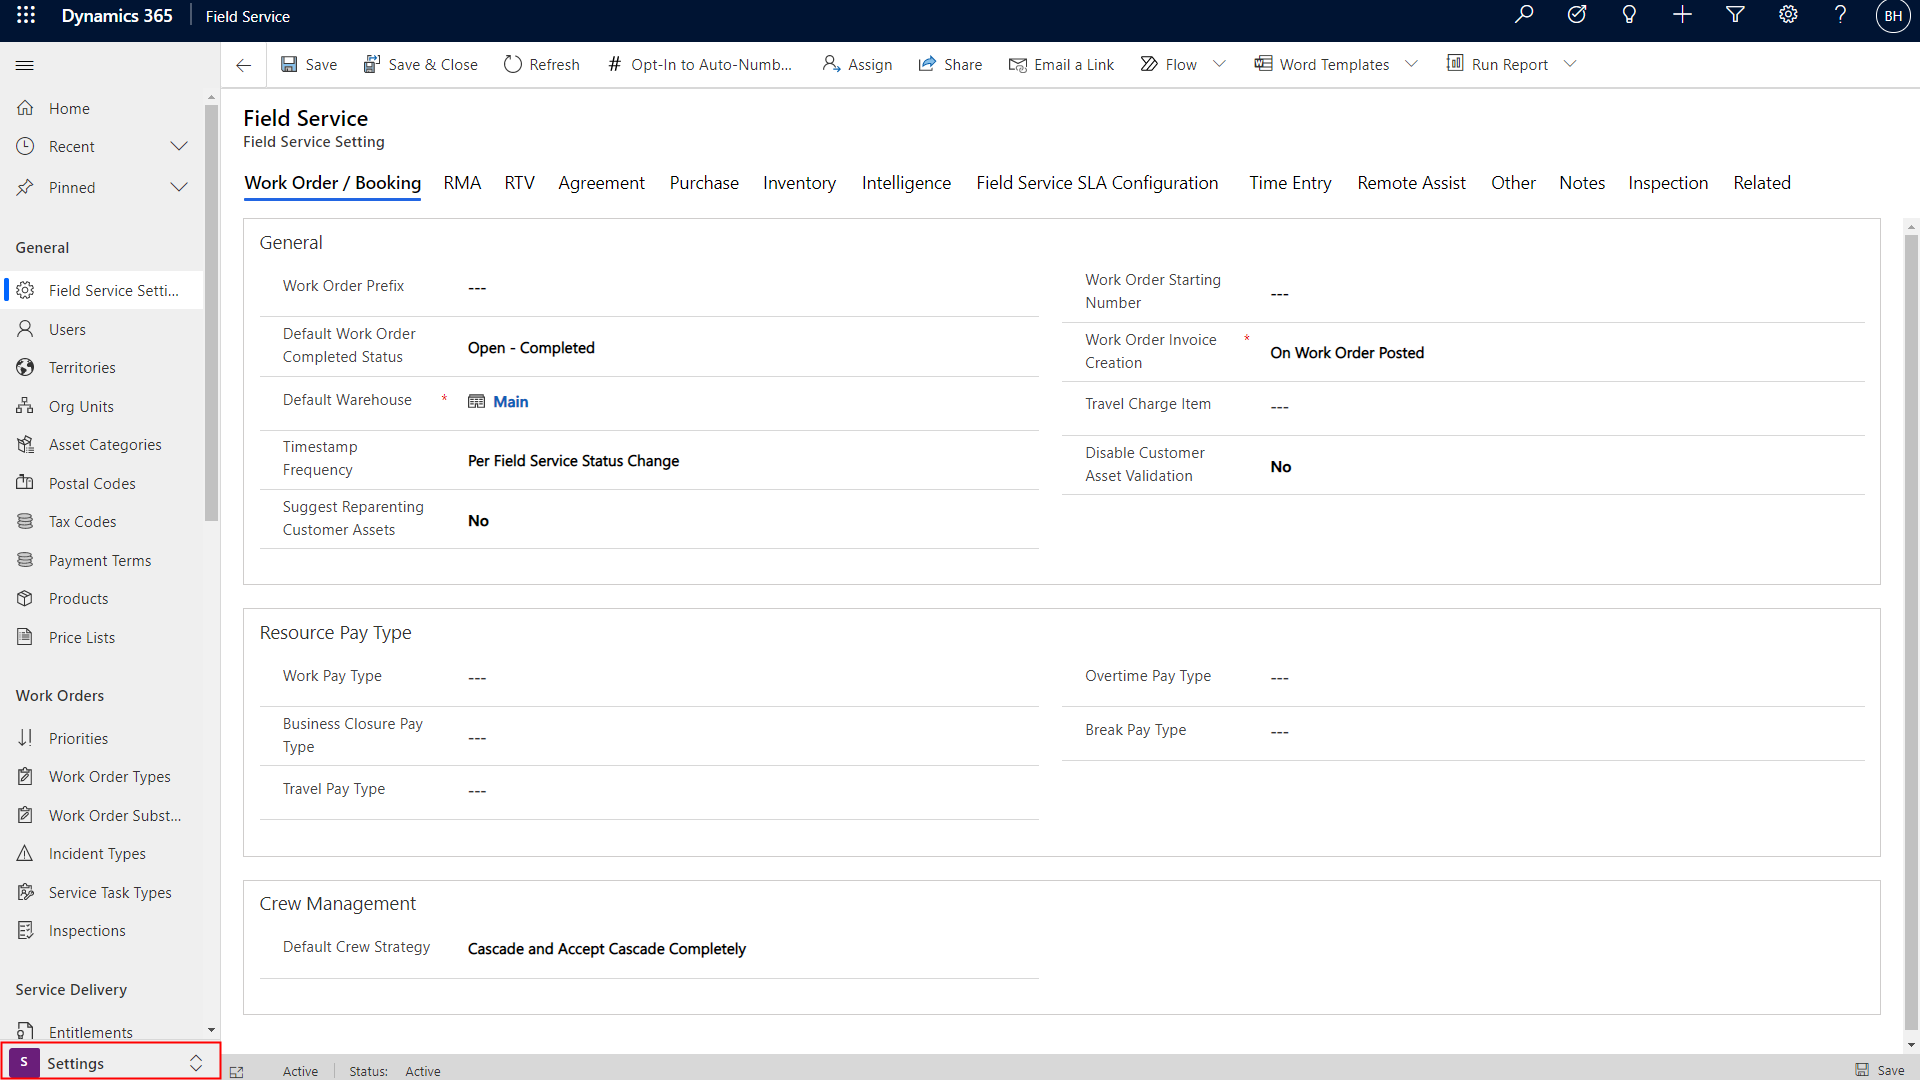 Dynamics 365
Field Service
BH
Save
Save & Close
Refresh
Opt-In to Auto-Numb...
Assign
Share
Email a Link
Flow
Word Templates
Run Report
Home
Recent
Pinned
General
Field Service Setti...
Users
Territories
Org Units
Asset Categories
Postal Codes
Tax Codes
Payment Terms
Products
Price Lists
Work Orders
Priorities
Work Order Types
Work Order Subst...
Incident Types
Service Task Types
Inspections
Service Delivery
Entitlements
S
Settings
Field Service
Field Service Setting
Work Order / Booking
RMA
RTV
Agreement
Purchase
Inventory
Intelligence
Field Service SLA Configuration
Time Entry
Remote Assist
Other
Notes
Inspection
Related
General
Work Order Prefix
---
Default Work Order
Completed Status
Open - Completed
Default Warehouse
*
Main
Timestamp
Frequency
Per Field Service Status Change
Suggest Reparenting
Customer Assets
No
Work Order Starting
Number
---
Work Order Invoice
Creation
*
On Work Order Posted
Travel Charge Item
---
Disable Customer
Asset Validation
No
Resource Pay Type
Work Pay Type
---
Business Closure Pay
Type
---
Travel Pay Type
---
Overtime Pay Type
---
Break Pay Type
---
Crew Management
Default Crew Strategy
Cascade and Accept Cascade Completely
Active
Status:
Active
Save